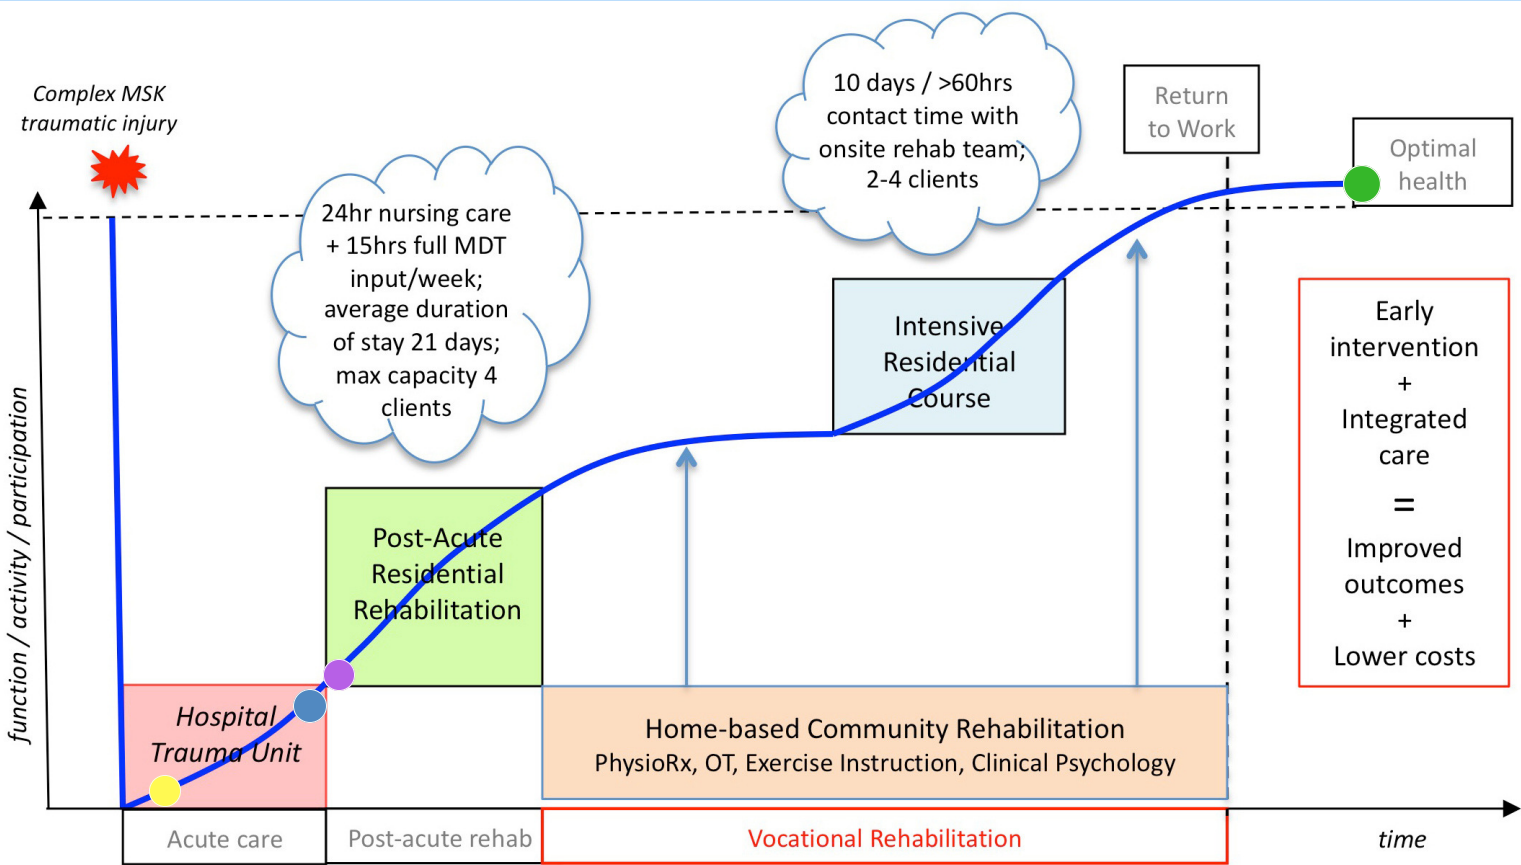 Complex MSK
traumatic injury
24hr nursing care
+ 15hrs full MDT
input/week;
average duration
of stay 21 days;
max capacity 4
clients
10 days / >60hrs
contact time with
onsite rehab team;
2-4 clients
Return
to Work
Optimal
health
function / activity / participation
Intensive
Residential
Course
Post-Acute
Residential
Rehabilitation
Hospital
Trauma Unit
Home-based Community Rehabilitation
PhysioRx, OT, Exercise Instruction, Clinical Psychology
Early
intervention
+
Integrated
care
=
Improved
outcomes
+
Lower costs
Acute care
Post-acute rehab
Vocational Rehabilitation
time